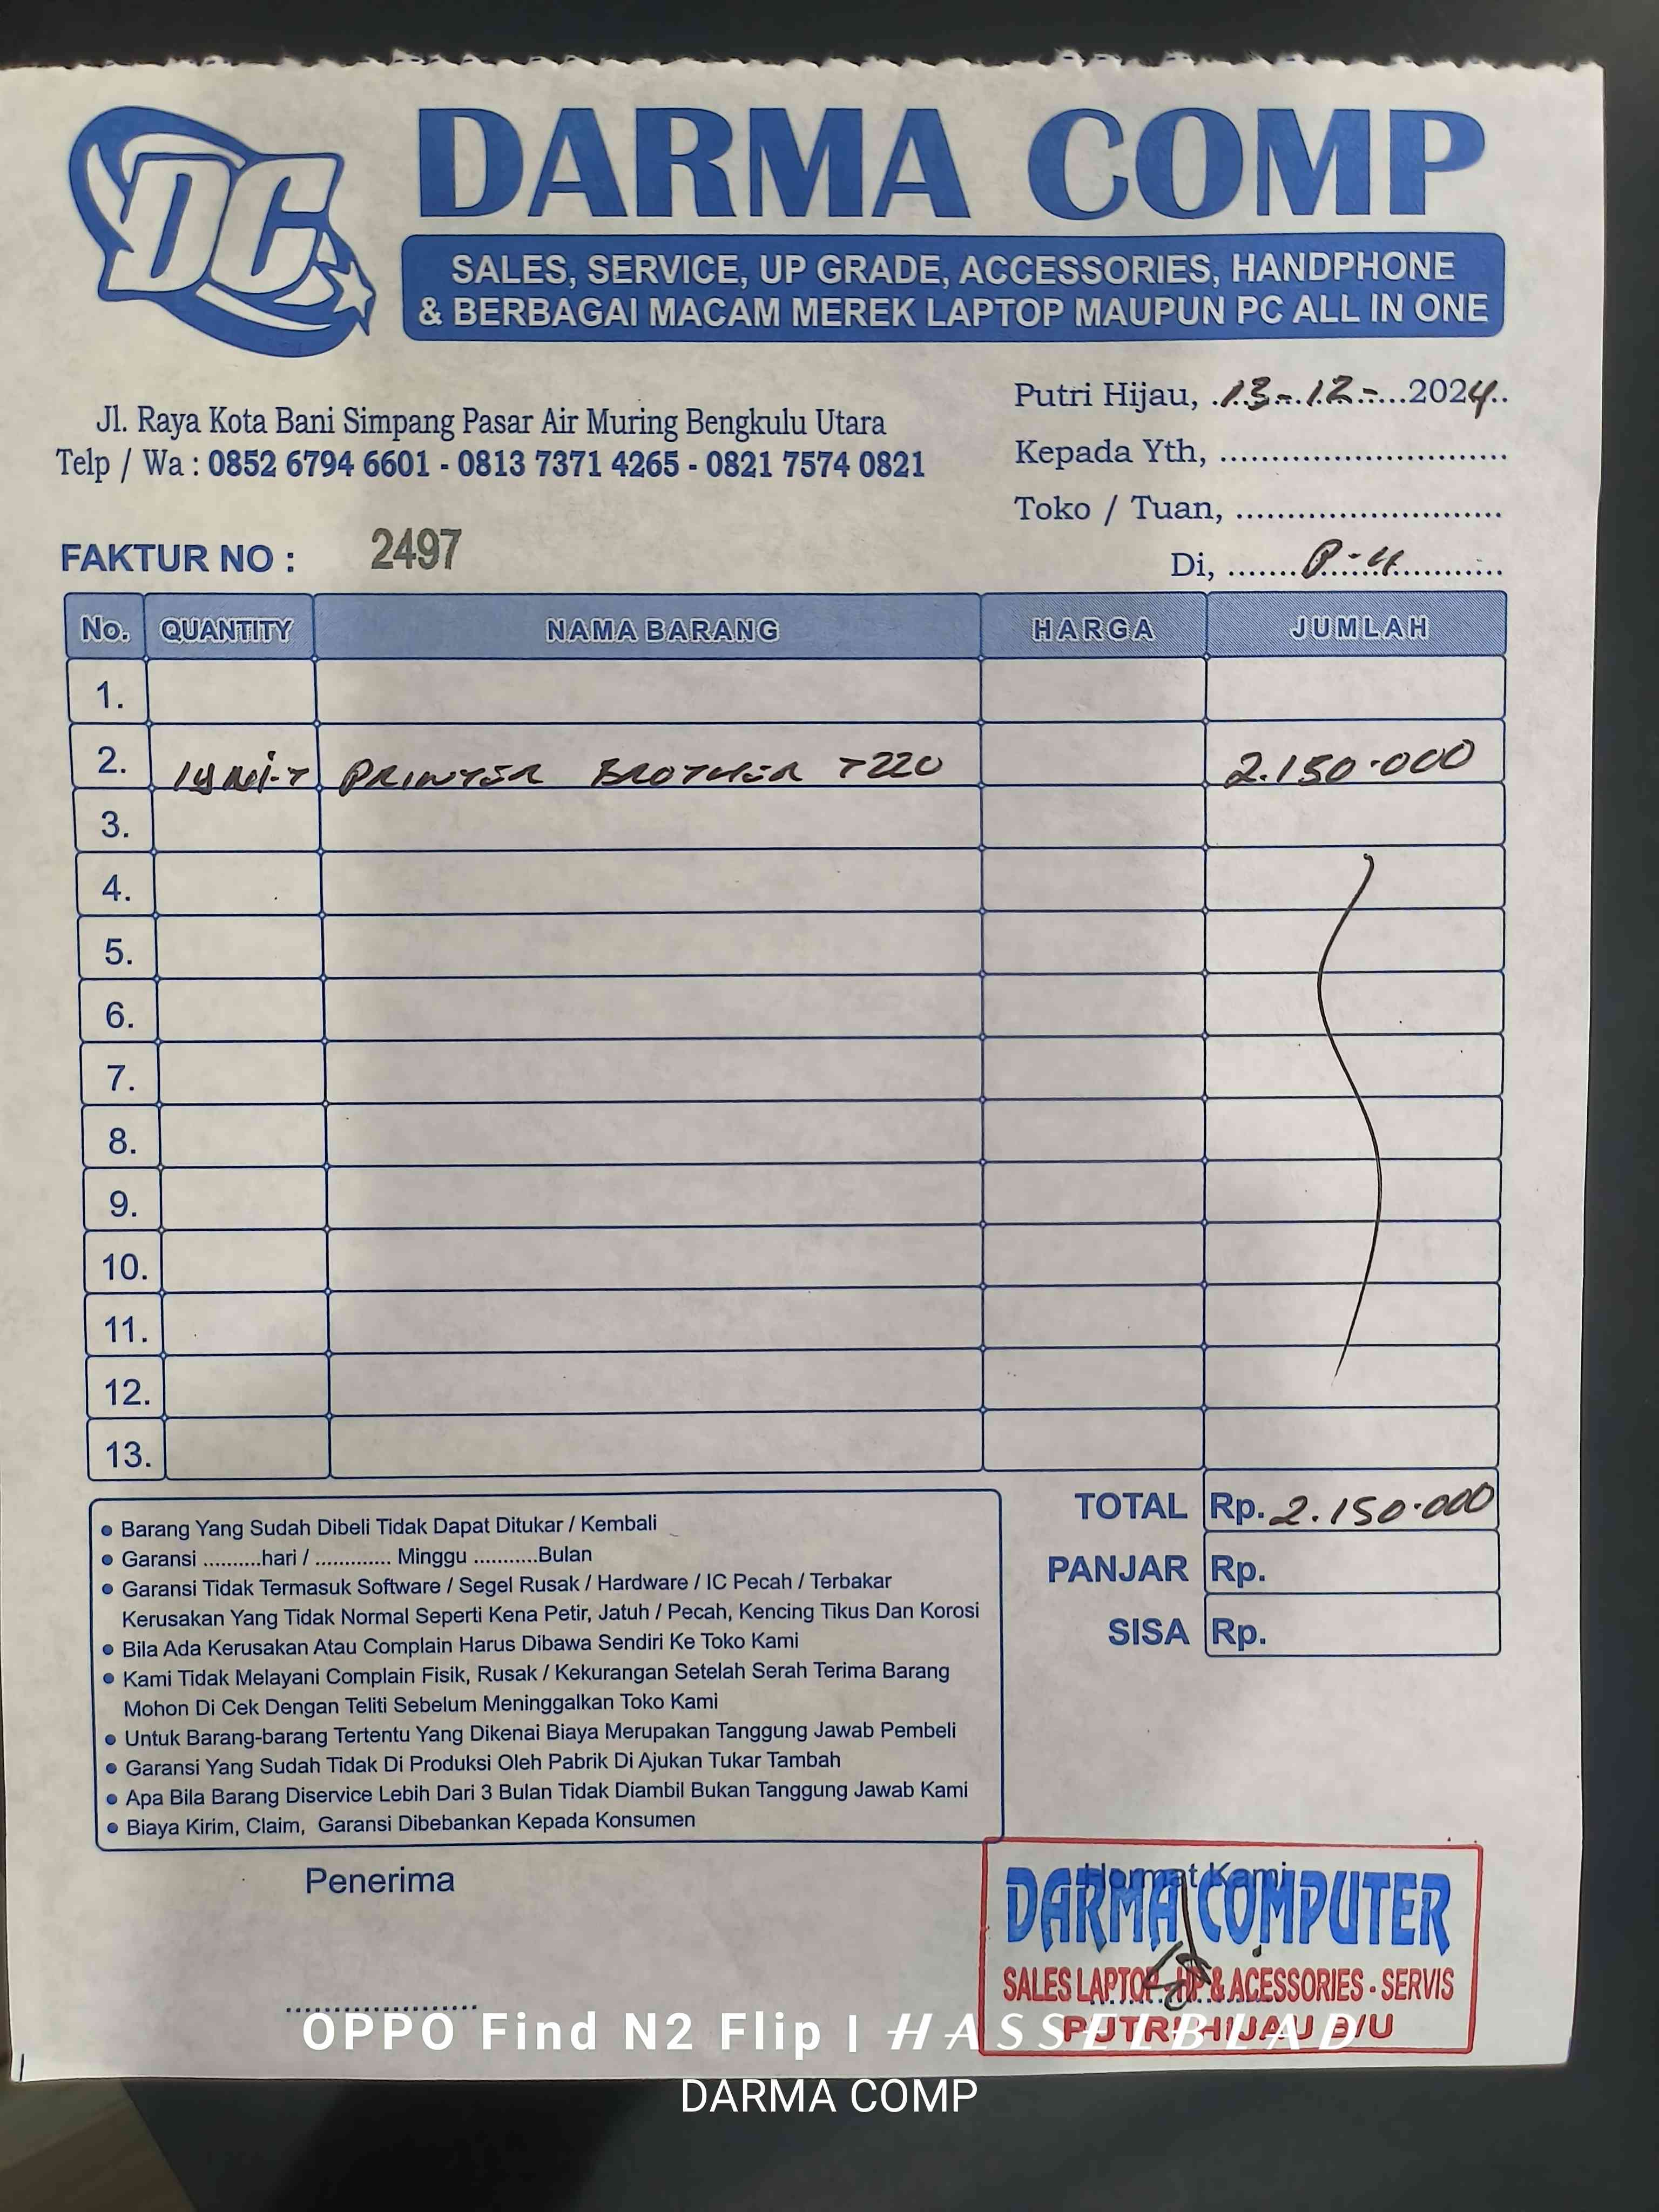 DC
DARMA COMP
SALES, SERVICE, UP GRADE, ACCESSORIES, HANDPHONE
& BERBAGAI MACAM MEREK LAPTOP MAUPUN PC ALL IN ONE
Jl. Raya Kota Bani Simpang Pasar Air Muring Bengkulu Utara
Telp / Wa : 0852 6794 6601 - 0813 7371 4265 - 0821 7574 0821
Putri Hijau, 13-12-2024
Kepada Yth, ............................
Toko / Tuan, ..........................
FAKTUR NO : 2497
Di, ....... P-4 ...........
No. QUANTITY NAMA BARANG HARGA JUMLAH
1.
2. 1 unit PRINTER BROTHER T220 2.150.000
3.
4.
5.
6.
7.
8.
9.
10.
11.
12.
13.
TOTAL Rp. 2.150.000
PANJAR Rp.
SISA Rp.
• Barang Yang Sudah Dibeli Tidak Dapat Ditukar / Kembali
• Garansi ..........hari / ............. Minggu ...........Bulan
• Garansi Tidak Termasuk Software / Segel Rusak / Hardware / IC Pecah / Terbakar
Kerusakan Yang Tidak Normal Seperti Kena Petir, Jatuh / Pecah, Kencing Tikus Dan Korosi
• Bila Ada Kerusakan Atau Complain Harus Dibawa Sendiri Ke Toko Kami
• Kami Tidak Melayani Complain Fisik, Rusak / Kekurangan Setelah Serah Terima Barang
Mohon Di Cek Dengan Teliti Sebelum Meninggalkan Toko Kami
• Untuk Barang-barang Tertentu Yang Dikenai Biaya Merupakan Tanggung Jawab Pembeli
• Garansi Yang Sudah Tidak Di Produksi Oleh Pabrik Di Ajukan Tukar Tambah
• Apa Bila Barang Diservice Lebih Dari 3 Bulan Tidak Diambil Bukan Tanggung Jawab Kami
• Biaya Kirim, Claim, Garansi Dibebankan Kepada Konsumen
Penerima
Hormat Kami
DARMA COMPUTER
SALES LAPTOP - HP & ACESSORIES - SERVIS
PUTRI HIJAU B/U
OPPO Find N2 Flip | HASSELBLAD
DARMA COMP